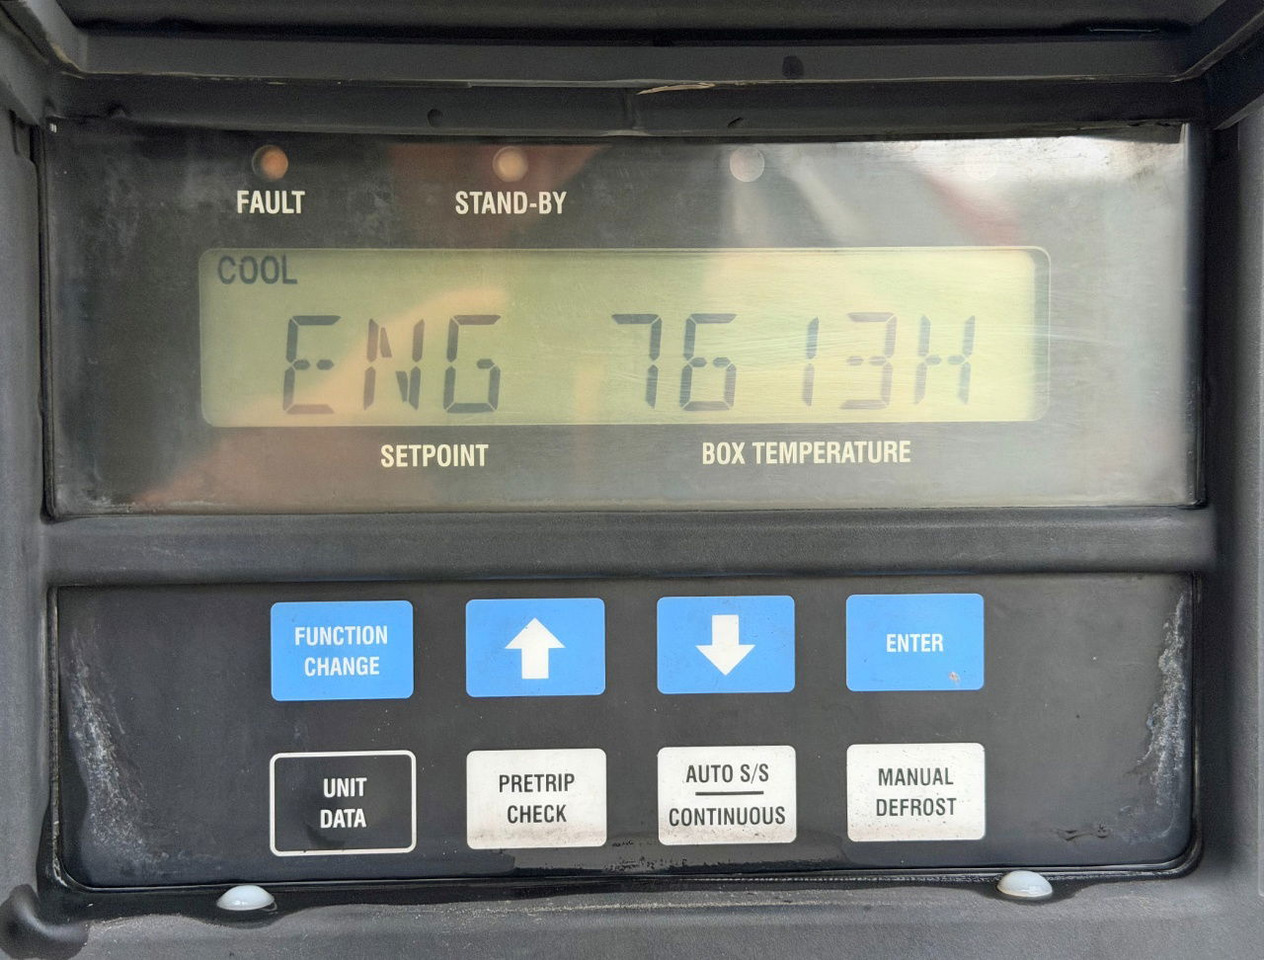 FAULT STAND-BY
COOL
ENG 7613H
SETPOINT BOX TEMPERATURE
FUNCTION CHANGE
ENTER
UNIT DATA
PRETRIP CHECK
AUTO S/S CONTINUOUS
MANUAL DEFROST